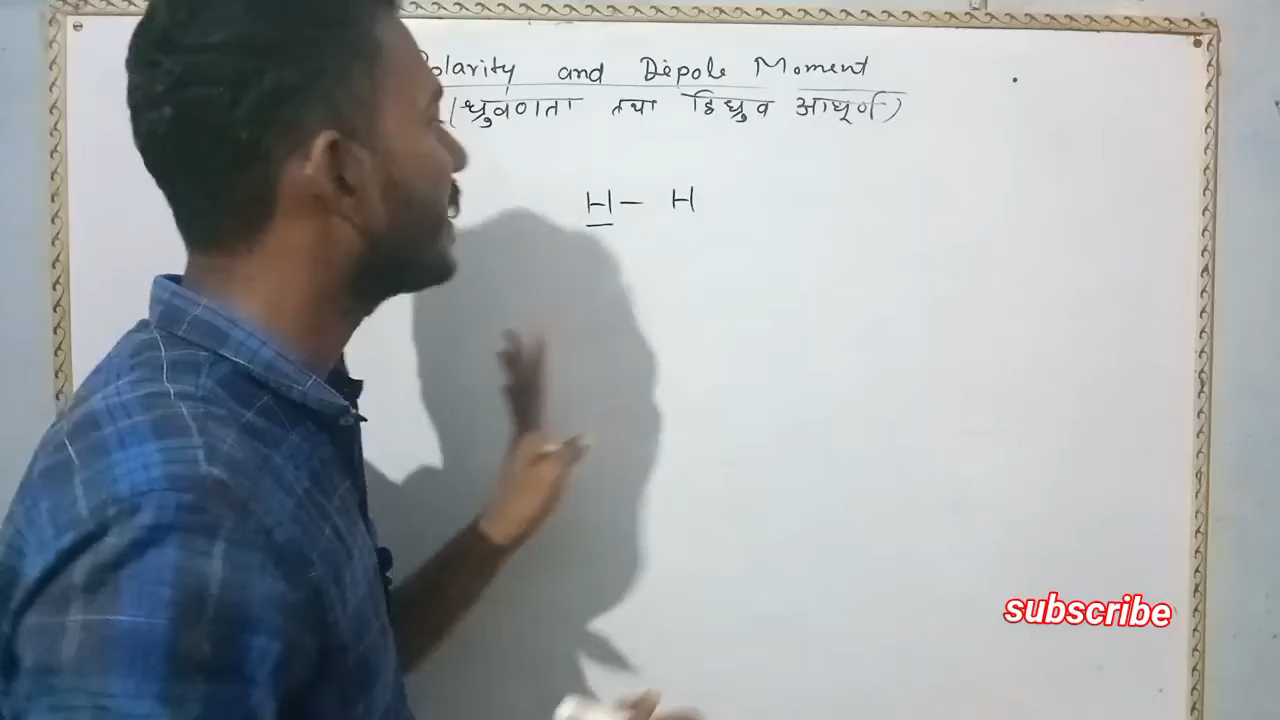 olarity and Dipole Moment
(ध्रुवणता तथा द्विध्रुव आघूर्ण)
H – H
subscribe